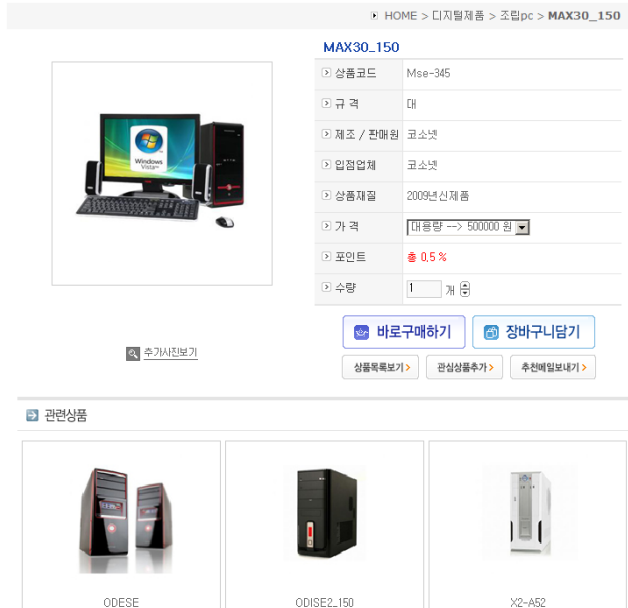 HOME > 디지털제품 > 조립pc > MAX30_150
MAX30_150
상품코드 Mse-345
규 격 대
제조 / 판매원 코소넷
입점업체 코소넷
상품재질 2009년신제품
가 격 대용량 --> 500000 원
포인트 총 0.5 %
수량 1 개
Windows Vista™
바로구매하기 장바구니담기
추가사진보기
상품목록보기 > 관심상품추가 > 추천메일보내기 >
관련상품
ODESE ODISE2_150 X2-A52